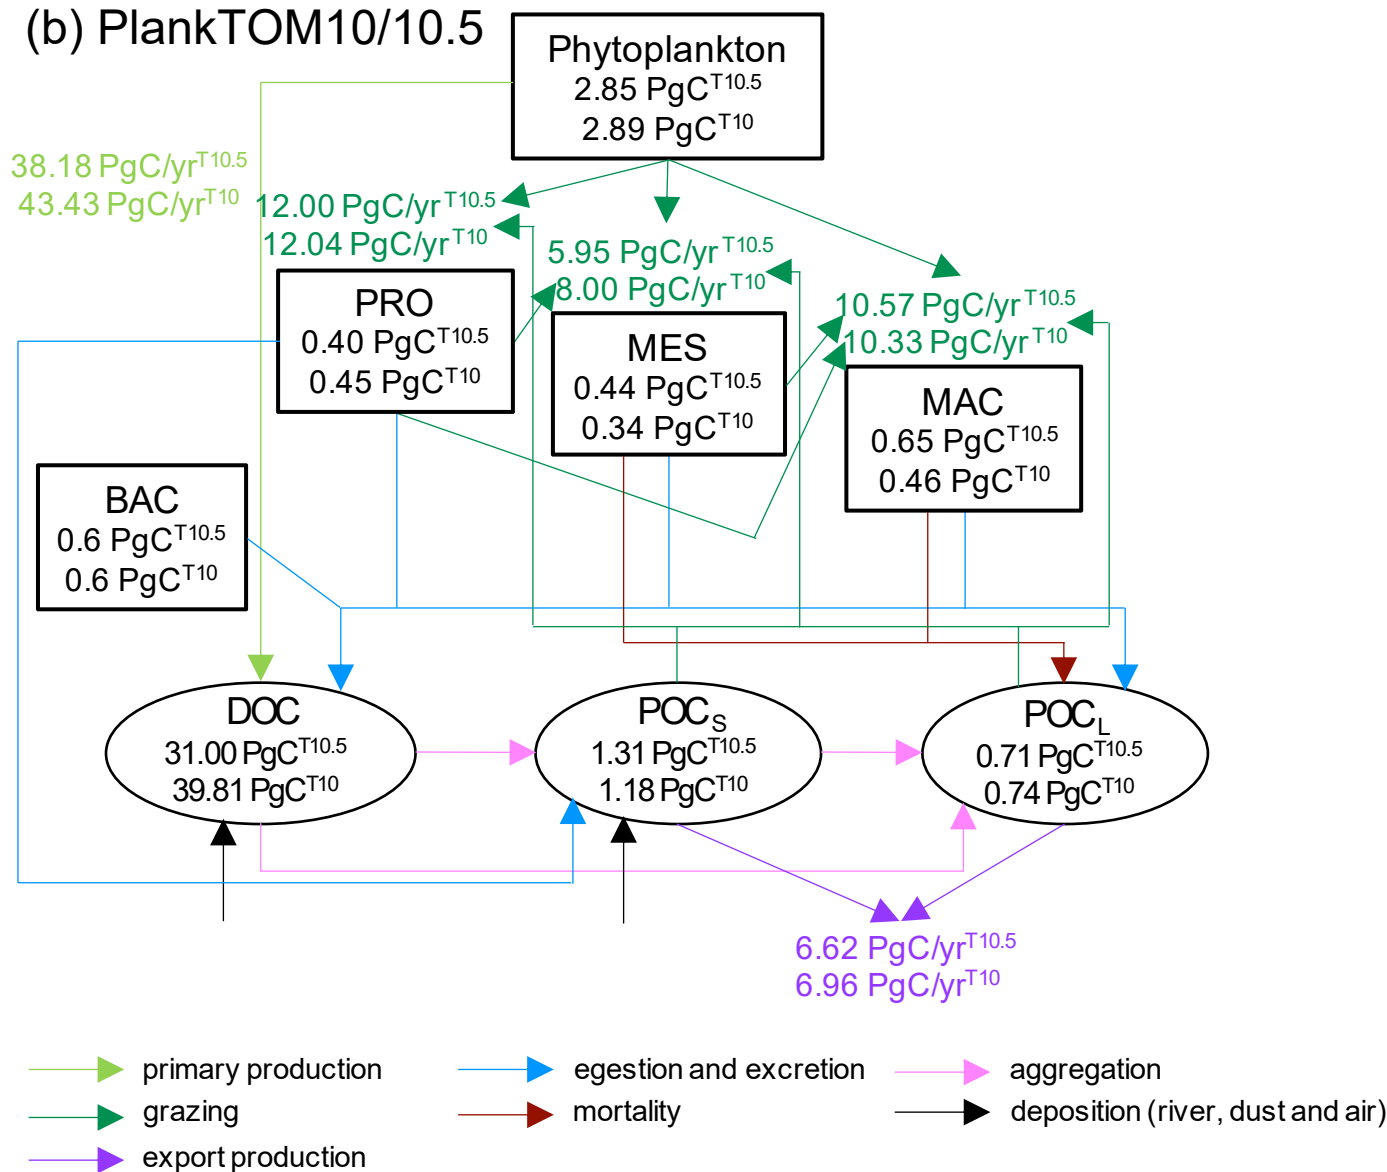 (b) PlankTOM10/10.5
Phytoplankton
2.85 PgC^T10.5
2.89 PgC^T10
38.18 PgC/yr^T10.5
43.43 PgC/yr^T10
12.00 PgC/yr^T10.5
12.04 PgC/yr^T10
5.95 PgC/yr^T10.5
8.00 PgC/yr^T10
10.57 PgC/yr^T10.5
10.33 PgC/yr^T10
PRO
0.40 PgC^T10.5
0.45 PgC^T10
MES
0.44 PgC^T10.5
0.34 PgC^T10
MAC
0.65 PgC^T10.5
0.46 PgC^T10
BAC
0.6 PgC^T10.5
0.6 PgC^T10
DOC
31.00 PgC^T10.5
39.81 PgC^T10
POC_S
1.31 PgC^T10.5
1.18 PgC^T10
POC_L
0.71 PgC^T10.5
0.74 PgC^T10
6.62 PgC/yr^T10.5
6.96 PgC/yr^T10
primary production
grazing
export production
egestion and excretion
mortality
aggregation
deposition (river, dust and air)